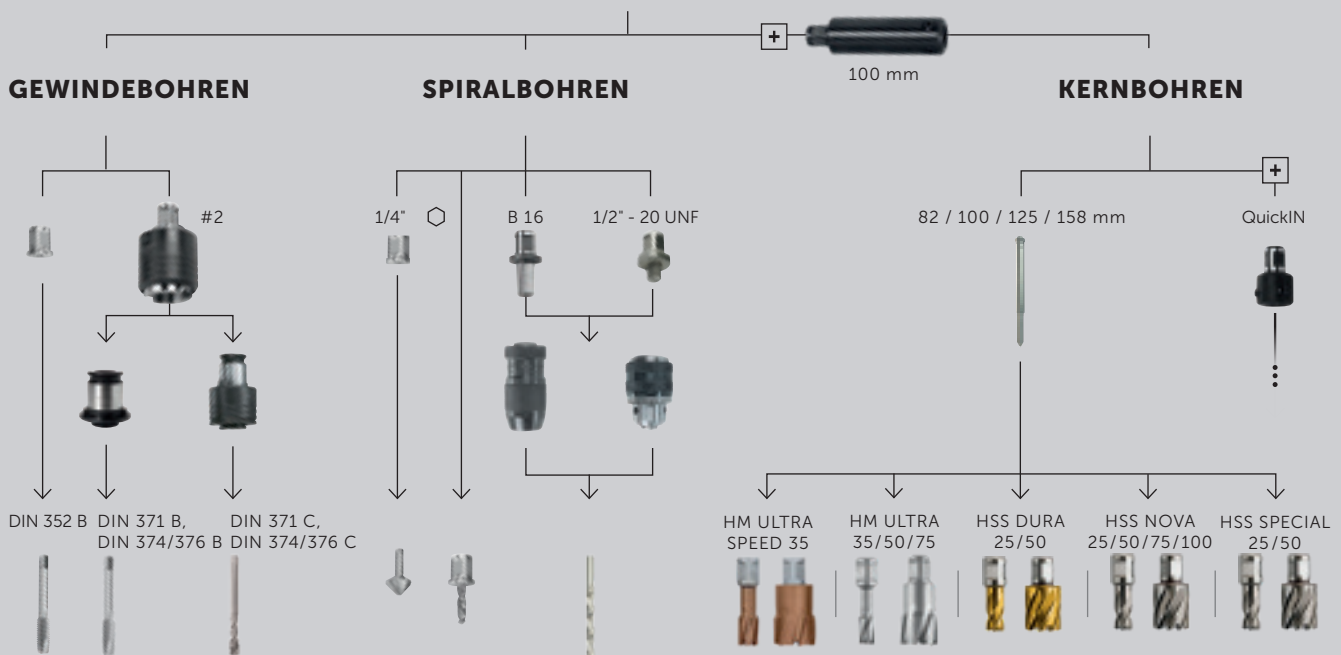 +
100 mm
GEWINDEBOHREN
SPIRALBOHREN
KERNBOHREN
+
#2
1/4"
B 16
1/2" - 20 UNF
82 / 100 / 125 / 158 mm
QuickIN
DIN 352 B
DIN 371 B,
DIN 374/376 B
DIN 371 C,
DIN 374/376 C
HM ULTRA
SPEED 35
HM ULTRA
35/50/75
HSS DURA
25/50
HSS NOVA
25/50/75/100
HSS SPECIAL
25/50